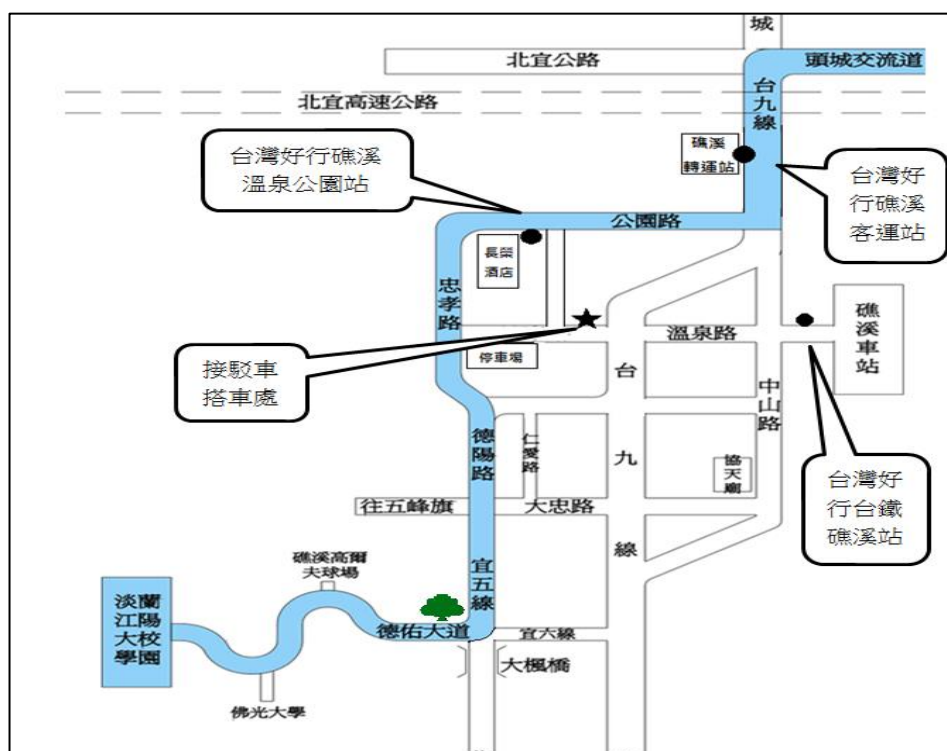 城
北宜公路
頭城交流道
北宜高速公路
台九線
台灣好行礁溪
溫泉公園站
礁溪
轉運站
台灣好
行礁溪
客運站
公園路
長榮
酒店
忠孝路
溫泉路
礁溪車站
接駁車
搭車處
停車場
台九線
中山路
德陽路
仁愛路
協天廟
台灣好
行台鐵
礁溪站
往五峰旗
大忠路
礁溪高爾
夫球場
宜五線
淡蘭
江陽
大校
學園
德佑大道
宜六線
大楓橋
佛光大學